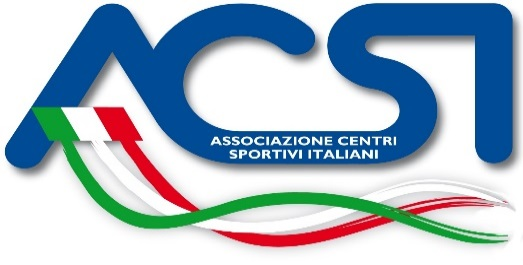 ACSI
ASSOCIAZIONE CENTRI
SPORTIVI ITALIANI